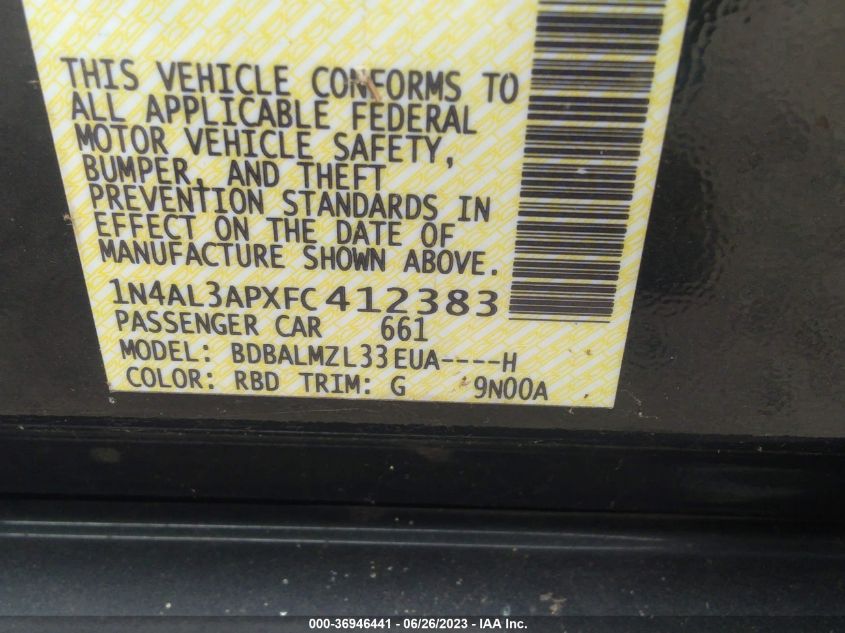 THIS VEHICLE CONFORMS TO
ALL APPLICABLE FEDERAL
MOTOR VEHICLE SAFETY,
BUMPER, AND THEFT
PREVENTION STANDARDS IN
EFFECT ON THE DATE OF
MANUFACTURE SHOWN ABOVE.
1N4AL3APXFC412383
PASSENGER CAR 661
MODEL: BDBALMZL33EUA----H
COLOR: RBD TRIM: G 9N00A
000-36946441 - 06/26/2023 - IAA Inc.